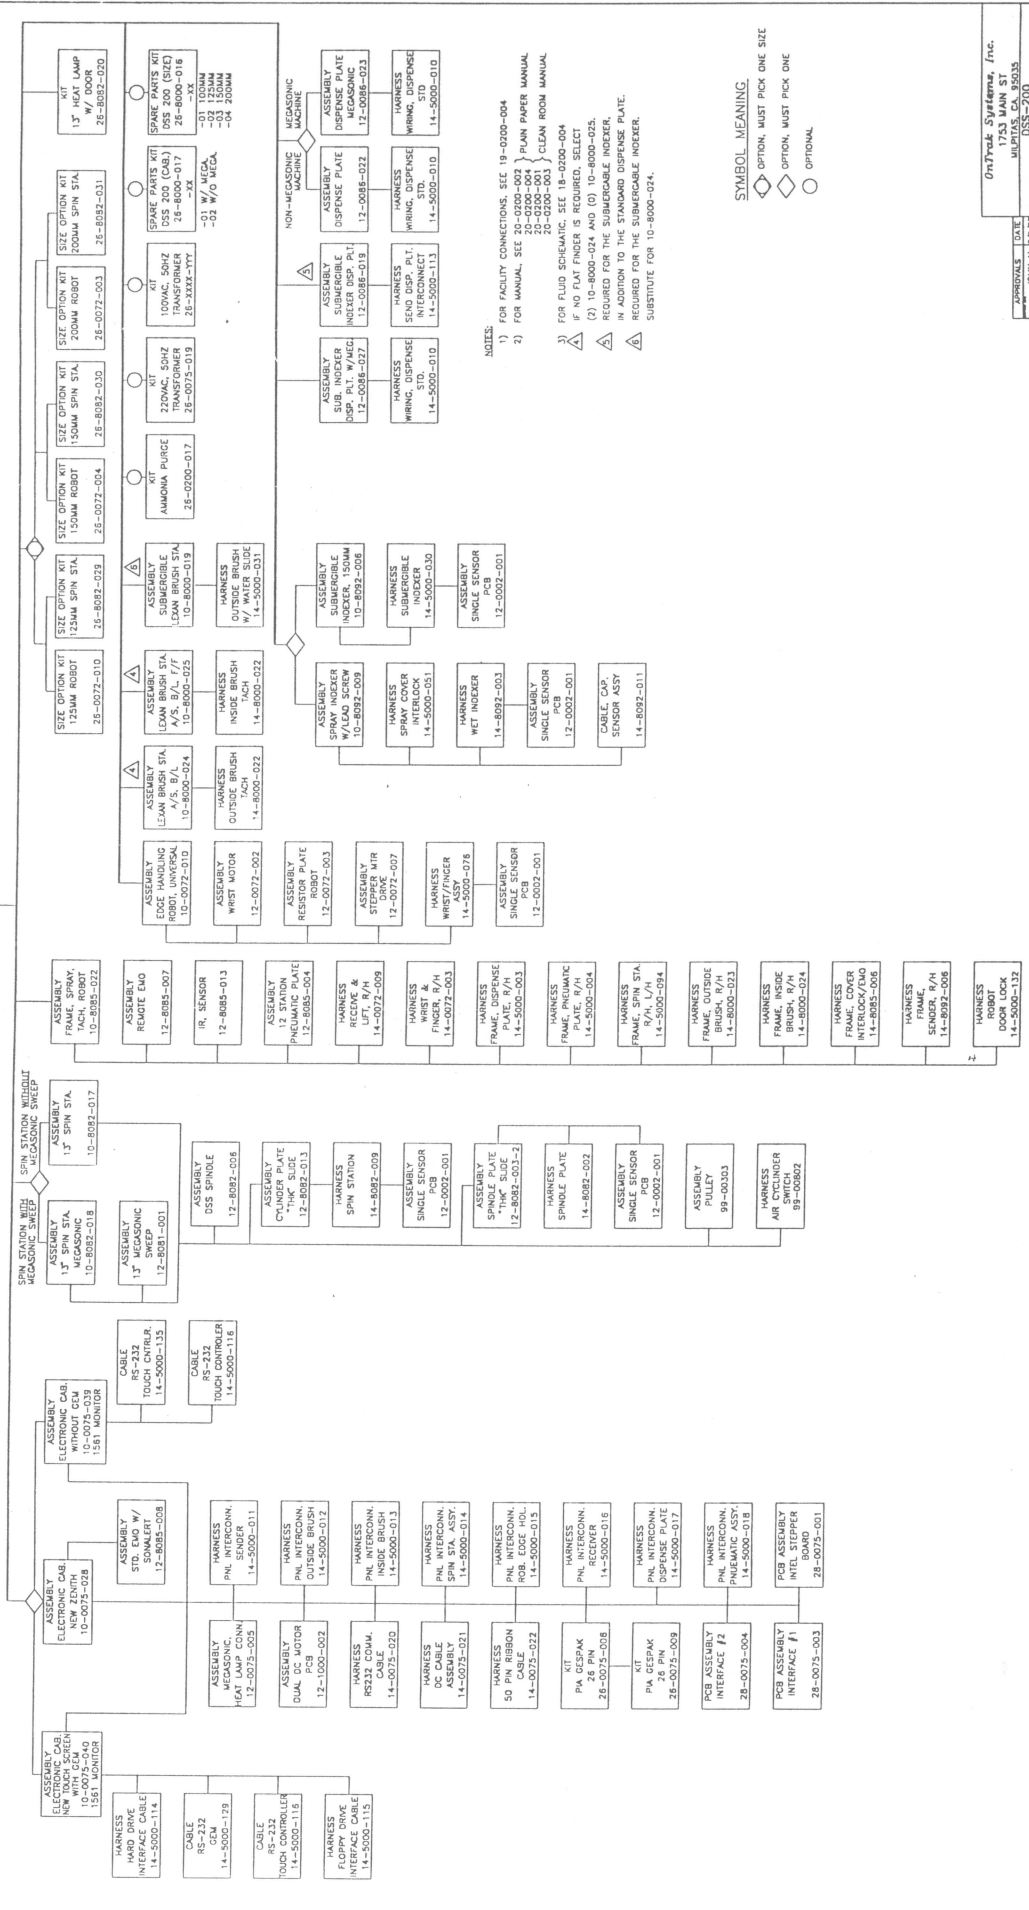 ASSEMBLY
ELECTRONIC CAB.
NEW TOUCH SCREEN
WITH GEM
10-0075-040
1561 MONITOR
HARNESS
HARD DRIVE
INTERFACE CABLE
14-5000-114
CABLE
RS-232
GEM
14-5000-129
CABLE
RS-232
TOUCH CONTROLLER
14-5000-116
HARNESS
FLOPPY DRIVE
INTERFACE CABLE
14-5000-115
ASSEMBLY
ELECTRONIC CAB.
NEW ZENITH
10-0075-028
ASSEMBLY
STD. EMO W/
SONALERT
12-8085-008
ASSEMBLY
MEGASONIC,
HEAT LAMP CONN.
12-0075-005
HARNESS
PNL INTERCONN.
SENDER
14-5000-011
ASSEMBLY
DUAL DC MOTOR
PCB
12-1000-002
HARNESS
PNL INTERCONN.
OUTSIDE BRUSH
14-5000-012
HARNESS
RS232 COMM.
CABLE
14-0075-020
HARNESS
PNL INTERCONN.
INSIDE BRUSH
14-5000-013
HARNESS
DC CABLE
ASSEMBLY
14-0075-021
HARNESS
PNL INTERCONN.
SPIN STA. ASSY.
14-5000-014
HARNESS
50 PIN RIBBON
CABLE
14-0075-022
HARNESS
PNL INTERCONN.
ROB. EDGE HOL.
14-5000-015
KIT
PIA GESPAK
26 PIN
26-0075-008
HARNESS
PNL INTERCONN.
RECEIVER
14-5000-016
KIT
PIA GESPAK
26 PIN
26-0075-009
HARNESS
PNL INTERCONN.
DISPENSE PLATE
14-5000-017
PCB ASSEMBLY
INTERFACE #2
28-0075-004
HARNESS
PNL INTERCONN.
PNUEMATIC ASSY.
14-5000-018
PCB ASSEMBLY
INTERFACE #1
28-0075-003
PCB ASSEMBLY
INTEL STEPPER
BOARD
28-0075-001
ASSEMBLY
ELECTRONIC CAB.
WITHOUT GEM
10-0075-039
1561 MONITOR
CABLE
RS-232
TOUCH CNTRLR.
14-5000-135
CABLE
RS-232
TOUCH CONTROLER
14-5000-116
SPIN STATION WITH
MEGASONIC SWEEP
SPIN STATION WITHOUT
MEGASONIC SWEEP
ASSEMBLY
13" SPIN STA.
MEGASONIC
10-8082-018
ASSEMBLY
13" SPIN STA.
10-8082-017
ASSEMBLY
13" MEGASONIC
SWEEP
12-8081-001
ASSEMBLY
DSS SPINDLE
12-8082-006
ASSEMBLY
CYLINDER PLATE
"THK" SLIDE
12-8082-013
HARNESS
SPIN STATION
14-8082-009
ASSEMBLY
SINGLE SENSOR
PCB
12-0002-001
ASSEMBLY
SPINDLE PLATE
"THK" SLIDE
12-8082-003-2
HARNESS
SPINDLE PLATE
14-8082-002
ASSEMBLY
SINGLE SENSOR
PCB
12-0002-001
ASSEMBLY
PULLEY
99-00303
HARNESS
AIR CYCLINDER
SWITCH
99-00802
ASSEMBLY
FRAME, SPRAY,
TACH, ROBOT
10-8085-022
ASSEMBLY
REMOTE EMO
12-8085-007
IR, SENSOR
12-8085-013
ASSEMBLY
12 STATION
PNEUMATIC PLATE
12-8085-004
HARNESS
RECEIVE &
LIFT, R/H
14-0072-009
HARNESS
WRIST &
FINGER, R/H
14-0072-003
HARNESS
FRAME, DISPENSE
PLATE, R/H
14-5000-003
HARNESS
FRAME, PNEUMATIC
PLATE, R/H
14-5000-004
HARNESS
FRAME, SPIN STA.
R/H, L/H
14-5000-094
HARNESS
FRAME, OUTSIDE
BRUSH, R/H
14-8000-023
HARNESS
FRAME, INSIDE
BRUSH, R/H
14-8000-024
HARNESS
FRAME, COVER
INTERLOCK/EMO
14-8085-006
HARNESS
FRAME,
SENDER, R/H
14-8092-006
HARNESS
ROBOT
DOOR LOCK
14-5000-132
SIZE OPTION KIT
125MM ROBOT
26-0072-010
SIZE OPTION KIT
125MM SPIN STA.
26-8082-029
SIZE OPTION KIT
150MM ROBOT
26-0072-004
SIZE OPTION KIT
150MM SPIN STA.
26-8082-030
SIZE OPTION KIT
200MM ROBOT
26-0072-003
SIZE OPTION KIT
200MM SPIN STA.
26-8082-031
KIT
13" HEAT LAMP
W/ DOOR
26-8082-020
ASSEMBLY
EDGE HANDLING
ROBOT, UNIVERSAL
10-0072-010
ASSEMBLY
WRIST MOTOR
12-0072-002
ASSEMBLY
RESISTOR PLATE
ROBOT
12-0072-003
ASSEMBLY
STEPPER MTR
DRIVE
12-0072-007
HARNESS
WRIST/FINGER
ASSY
14-5000-076
ASSEMBLY
SINGLE SENSOR
PCB
12-0002-001
4
ASSEMBLY
LEXAN BRUSH STA.
A/S, B/L
10-8000-024
HARNESS
OUTSIDE BRUSH
TACH
14-8000-022
4
ASSEMBLY
LEXAN BRUSH STA.
A/S, B/L, F/F
10-8000-025
HARNESS
INSIDE BRUSH
TACH
14-8000-022
6
ASSEMBLY
SUBMERGIBLE
LEXAN BRUSH STA.
10-8000-019
HARNESS
OUTSIDE BRUSH
W/ WATER SLIDE
14-5000-031
KIT
AMMONIA PURGE
26-0200-017
KIT
220VAC, 50HZ
TRANSFORMER
26-0075-019
KIT
100VAC, 50HZ
TRANSFORMER
26-XXXX-YYY
SPARE PARTS KIT
DSS 200 (CAB.)
26-8000-017
-XX
-01 W/ MEGA.
-02 W/O MEGA.
SPARE PARTS KIT
DSS 200 (SIZE)
26-8000-016
-XX
-01 100MM
-02 125MM
-03 150MM
-04 200MM
ASSEMBLY
SPRAY INDEXER
W/LEAD SCREW
10-8092-009
HARNESS
SPRAY COVER
INTERLOCK
14-5000-051
HARNESS
WET INDEXER
14-8092-003
ASSEMBLY
SINGLE SENSOR
PCB
12-0002-001
CABLE, CAP.
SENSOR ASSY
14-8092-011
ASSEMBLY
SUBMERGIBLE
INDEXER, 150MM
10-8092-006
HARNESS
SUBMERGIBLE
INDEXER
14-5000-030
ASSEMBLY
SINGLE SENSOR
PCB
12-0002-001
ASSEMBLY
SUB. INDEXER
DISP. PLT. W/MEG.
12-0086-027
HARNESS
WIRING, DISPENSE
STD.
14-5000-010
5
ASSEMBLY
SUBMERGIBLE
INDEXER DISP. PLT.
12-0086-019
HARNESS
SEND DISP. PLT.
INTERCONNECT
14-5000-113
NON-MEGASONIC
MACHINE
MEGASONIC
MACHINE
ASSEMBLY
DISPENSE PLATE
12-0086-022
HARNESS
WIRING, DISPENSE
STD.
14-5000-010
ASSEMBLY
DISPENSE PLATE
MEGASONIC
12-0086-023
HARNESS
WIRING, DISPENSE
STD
14-5000-010
NOTES:
1) FOR FACILITY CONNECTIONS, SEE 19-0200-004
2) FOR MANUAL, SEE 20-0200-002 } PLAIN PAPER MANUAL
20-0200-004
20-0200-001 } CLEAN ROOM MANUAL
20-0200-003
3) FOR FLUID SCHEMATIC, SEE 18-0200-004
4 IF NO FLAT FINDER IS REQUIRED, SELECT
(2) 10-8000-024 AND (0) 10-8000-025.
5 REQUIRED FOR THE SUBMERGABLE INDEXER,
IN ADDITION TO THE STANDARD DISPENSE PLATE.
6 REQUIRED FOR THE SUBMERGABLE INDEXER.
SUBSTITUTE FOR 10-8000-024.
SYMBOL MEANING
OPTION, MUST PICK ONE SIZE
OPTION, MUST PICK ONE
OPTIONAL
OnTrak Systems, Inc.
1753 MAIN ST
MILPITAS, CA. 95035
DSS-200
APPROVALS
DATE